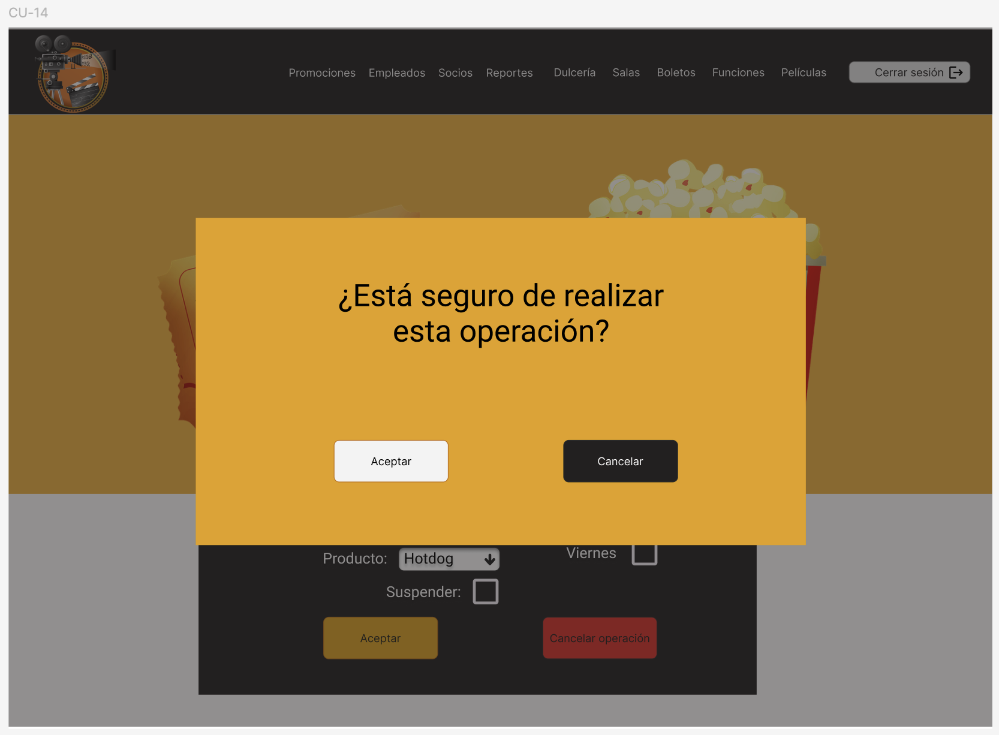 CU-14
Promociones Empleados Socios Reportes Dulcería Salas Boletos Funciones Películas Cerrar sesión
¿Está seguro de realizar
esta operación?
Aceptar Cancelar
Producto: Hotdog Viernes
Suspender:
Aceptar Cancelar operación